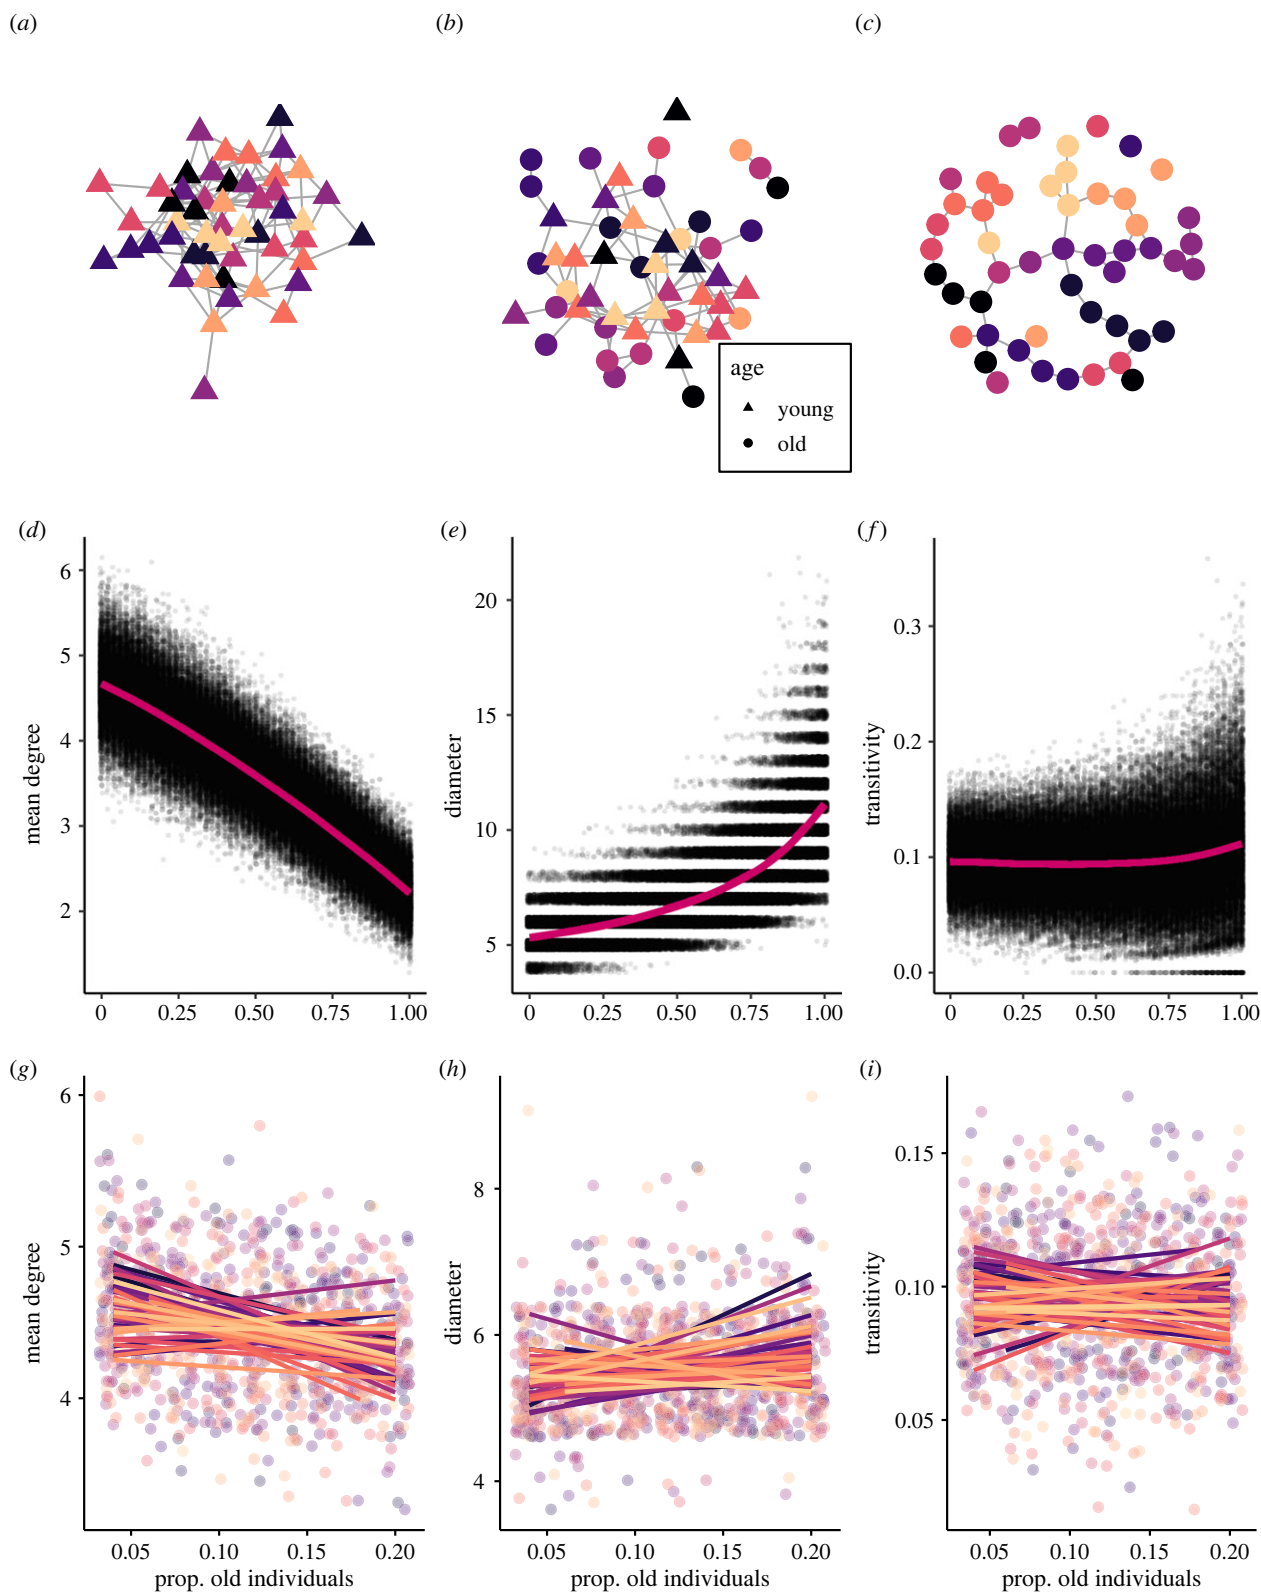 (a)
(b)
(c)
age
young
old
(d)
(e)
(f)
mean degree
6
5
4
3
2
0 0.25 0.50 0.75 1.00
diameter
20
15
10
5
0 0.25 0.50 0.75 1.00
transitivity
0.3
0.2
0.1
0.0
0 0.25 0.50 0.75 1.00
(g)
(h)
(i)
mean degree
6
5
4
0.05 0.10 0.15 0.20
prop. old individuals
diameter
8
6
4
0.05 0.10 0.15 0.20
prop. old individuals
transitivity
0.15
0.10
0.05
0.05 0.10 0.15 0.20
prop. old individuals